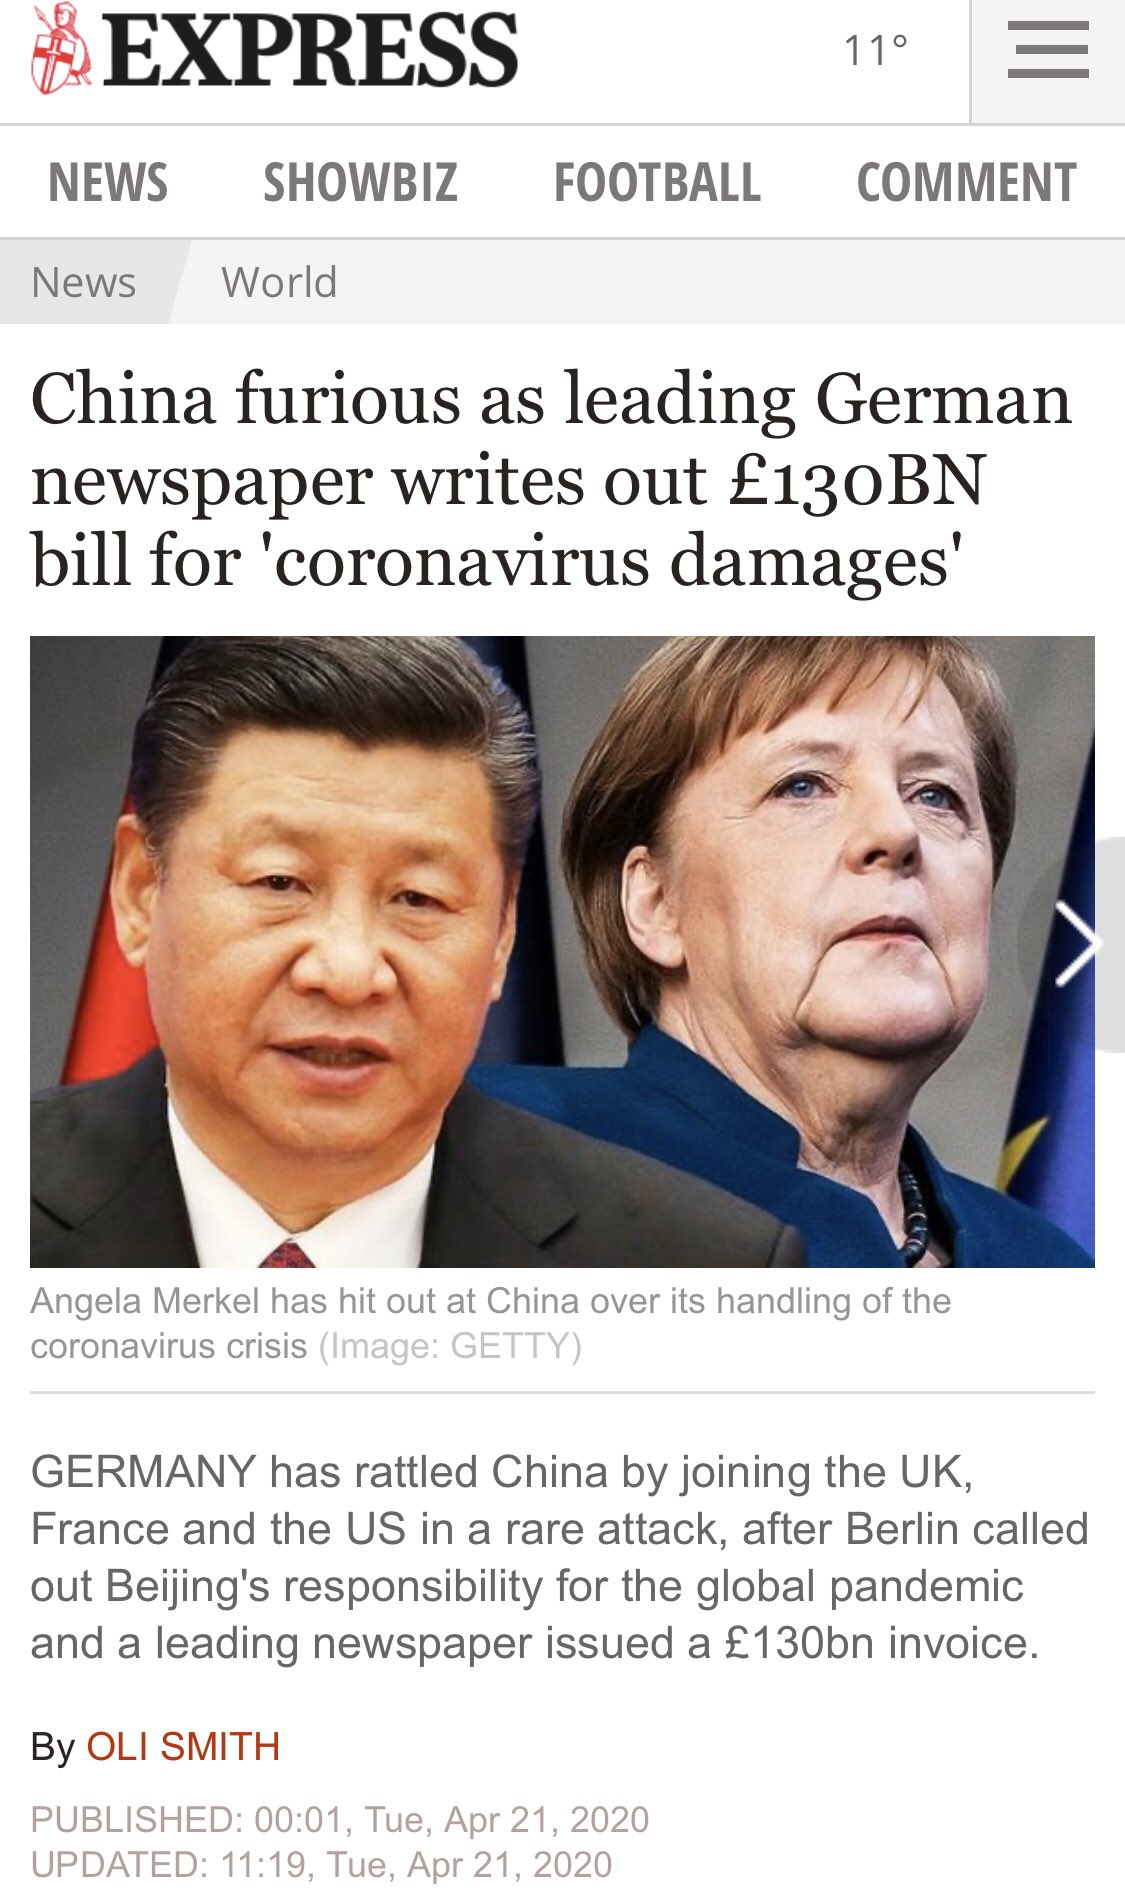 EXPRESS
11°
NEWS SHOWBIZ FOOTBALL COMMENT
News World
China furious as leading German
newspaper writes out £130BN
bill for 'coronavirus damages'
Angela Merkel has hit out at China over its handling of the
coronavirus crisis (Image: GETTY)
GERMANY has rattled China by joining the UK,
France and the US in a rare attack, after Berlin called
out Beijing's responsibility for the global pandemic
and a leading newspaper issued a £130bn invoice.
By OLI SMITH
PUBLISHED: 00:01, Tue, Apr 21, 2020
UPDATED: 11:19, Tue, Apr 21, 2020